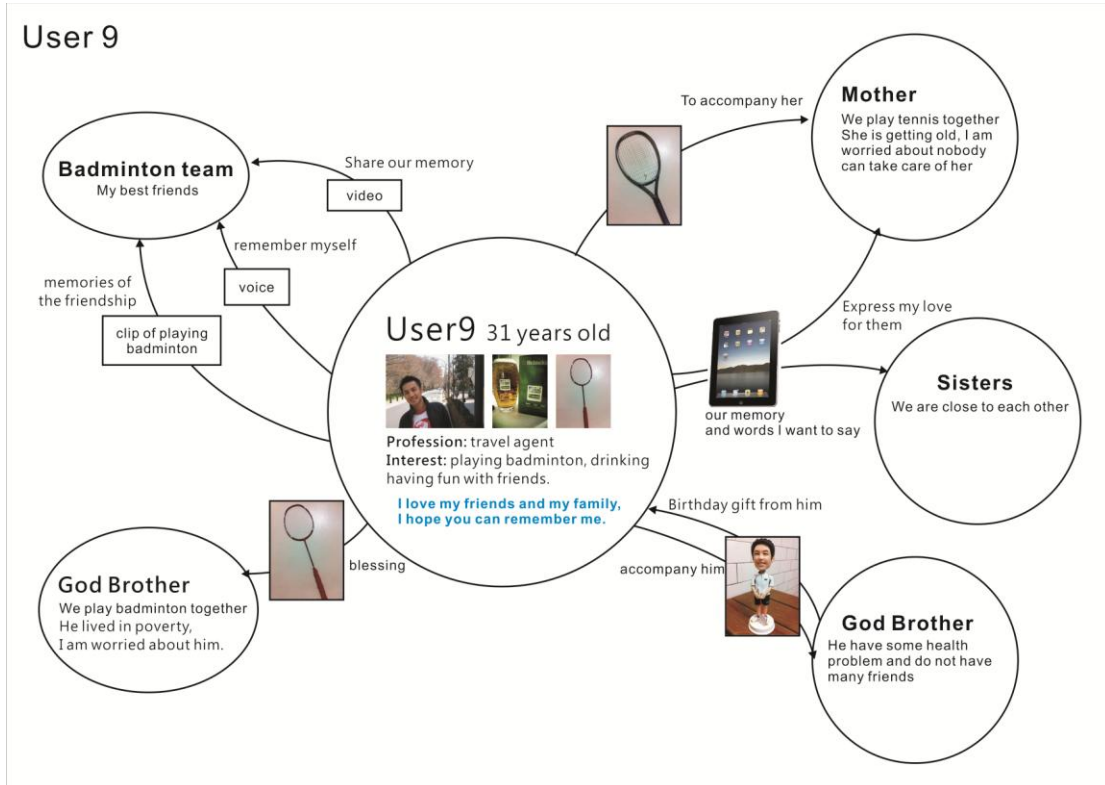 User 9
Badminton team
My best friends
Share our memory
video
remember myself
voice
memories of
the friendship
clip of playing
badminton
To accompany her
Mother
We play tennis together
She is getting old, I am
worried about nobody
can take care of her
Express my love
for them
Sisters
We are close to each other
our memory
and words I want to say
User9 31 years old
Profession: travel agent
Interest: playing badminton, drinking
having fun with friends.
I love my friends and my family,
I hope you can remember me.
Birthday gift from him
accompany him
God Brother
He have some health
problem and do not have
many friends
blessing
God Brother
We play badminton together
He lived in poverty,
I am worried about him.